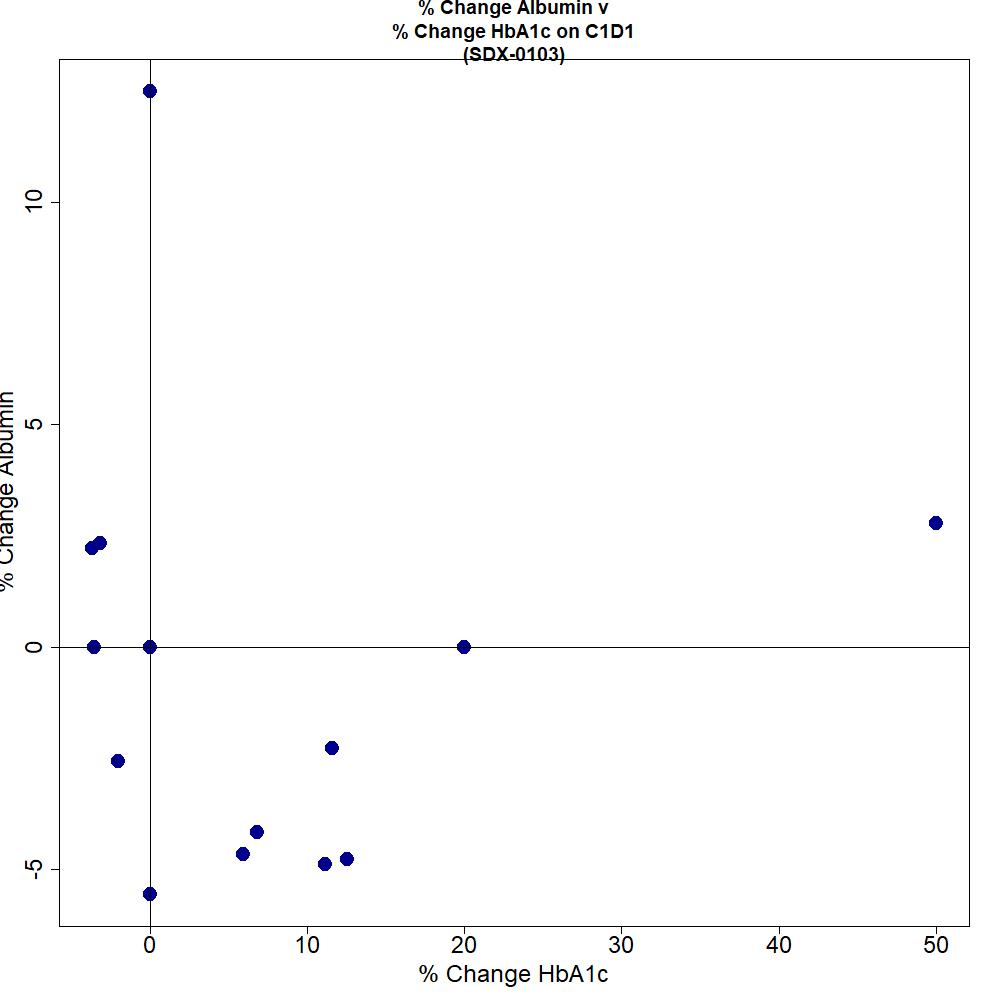 % Change Albumin v
% Change HbA1c on C1D1
(SDX-0103)
10
5
0
-5
% Change Albumin
0 10 20 30 40 50
% Change HbA1c